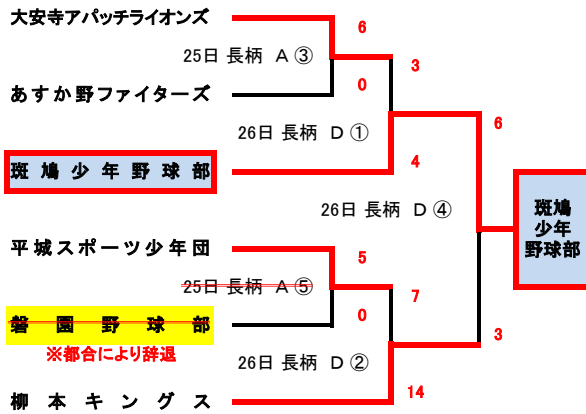 大安寺アパッチライオンズ
6
25日 長柄 A ③
3
あすか野ファイターズ
0
26日 長柄 D ①
6
斑鳩少年野球部
4
26日 長柄 D ④
斑鳩
少年
野球部
平城スポーツ少年団
5
25日 長柄 A ⑤
7
磐園野球部
0
3
※都合により辞退
26日 長柄 D ②
柳本キングス
14